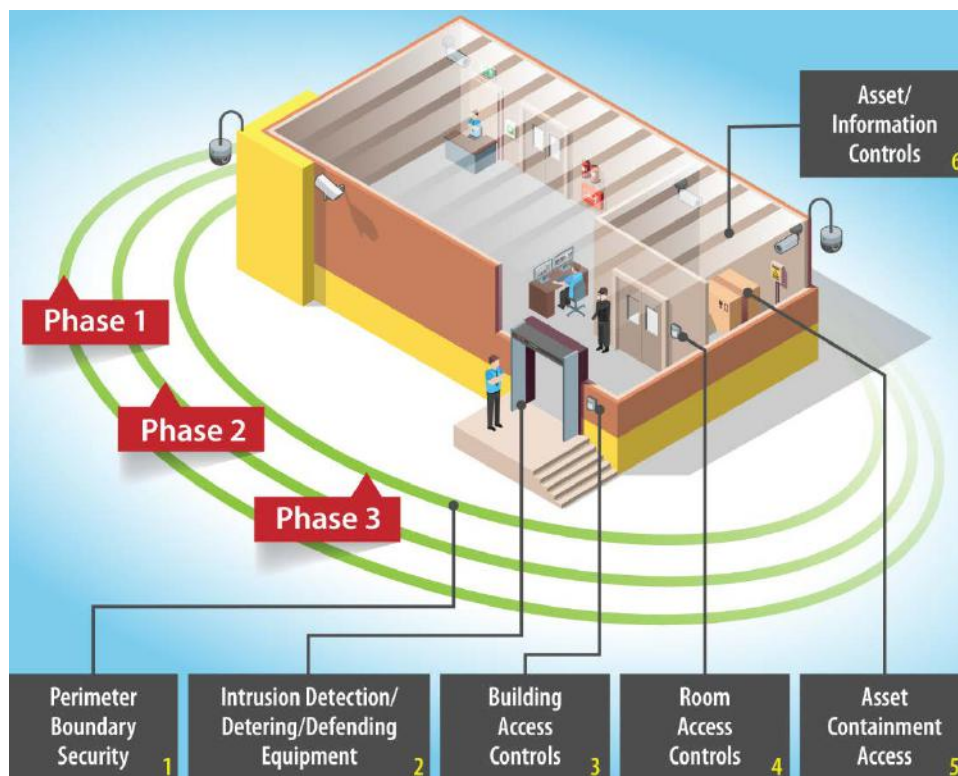 Asset/
Information
Controls
6
Phase 1
Phase 2
Phase 3
Perimeter
Boundary
Security
1
Intrusion Detection/
Detering/Defending
Equipment
2
Building
Access
Controls
3
Room
Access
Controls
4
Asset
Containment
Access
5